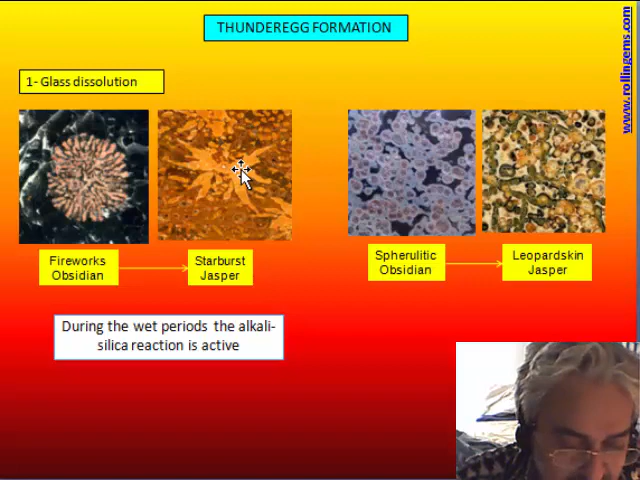 THUNDEREGG FORMATION
www.rollingems.com
1- Glass dissolution
Fireworks
Obsidian
Starburst
Jasper
Spherulitic
Obsidian
Leopardskin
Jasper
During the wet periods the alkali-
silica reaction is active